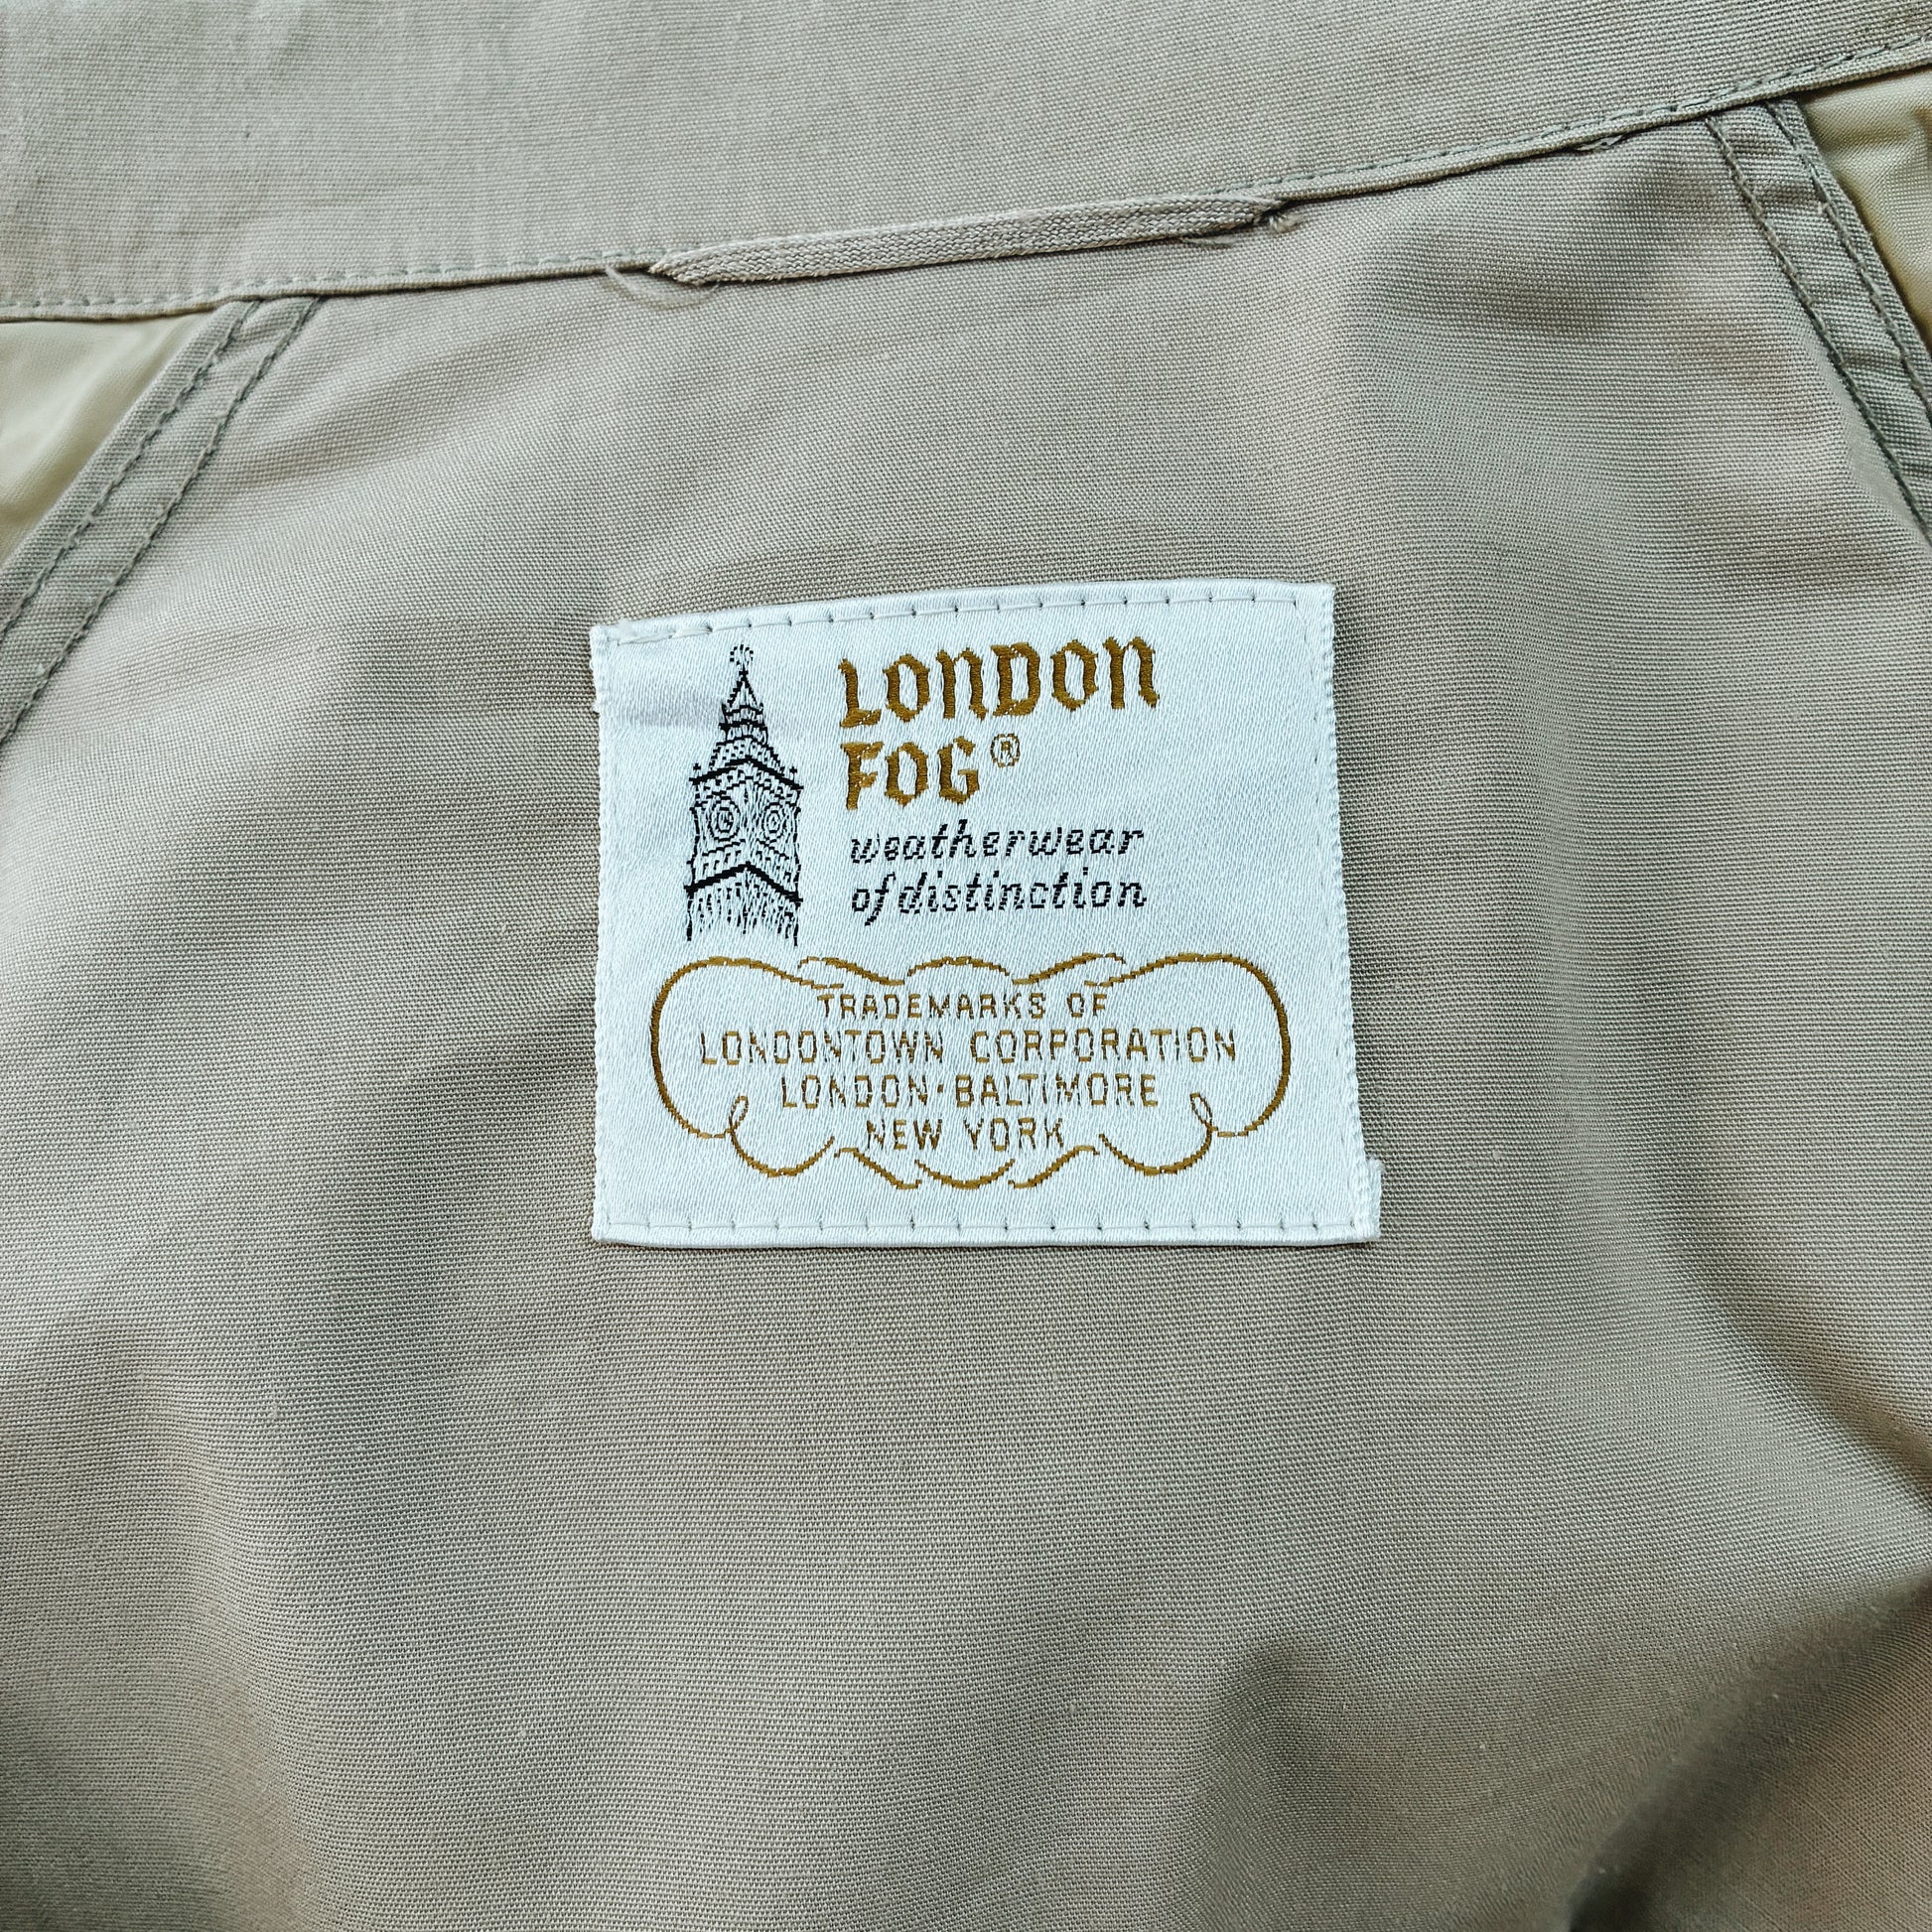 LONDON
FOG®
weatherwear
of distinction
TRADEMARKS OF
LONDONTOWN CORPORATION
LONDON·BALTIMORE
NEW YORK